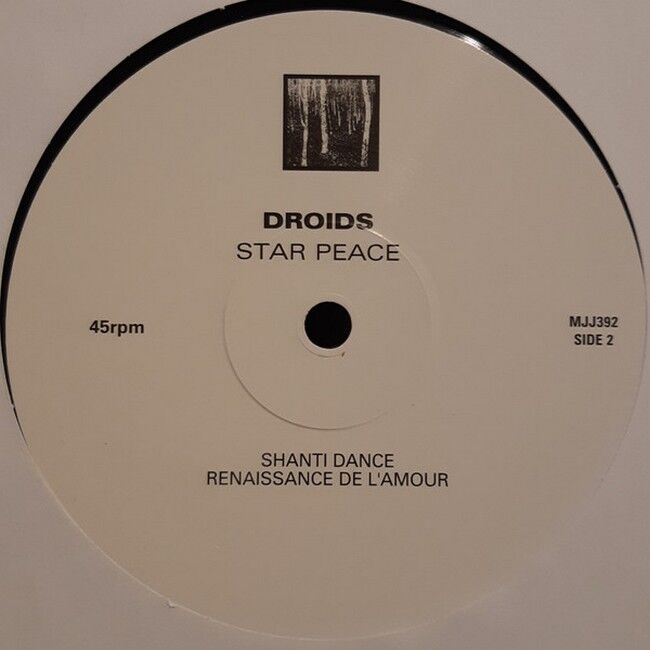 DROIDS
STAR PEACE
45rpm
MJJ392
SIDE 2
SHANTI DANCE
RENAISSANCE DE L'AMOUR